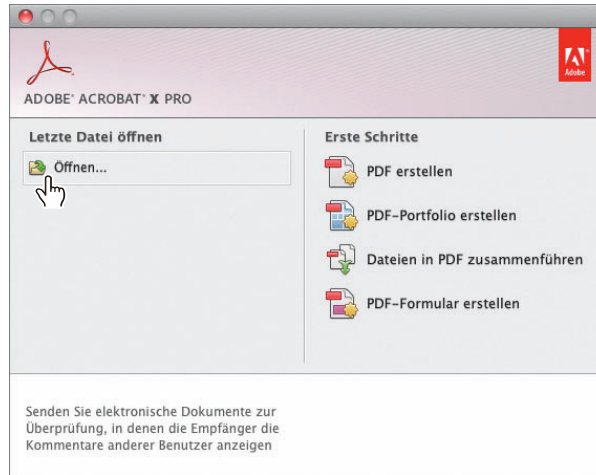 Adobe
ADOBE® ACROBAT® X PRO
Letzte Datei öffnen
Öffnen...
Erste Schritte
PDF erstellen
PDF-Portfolio erstellen
Dateien in PDF zusammenführen
PDF-Formular erstellen
Senden Sie elektronische Dokumente zur
Überprüfung, in denen die Empfänger die
Kommentare anderer Benutzer anzeigen